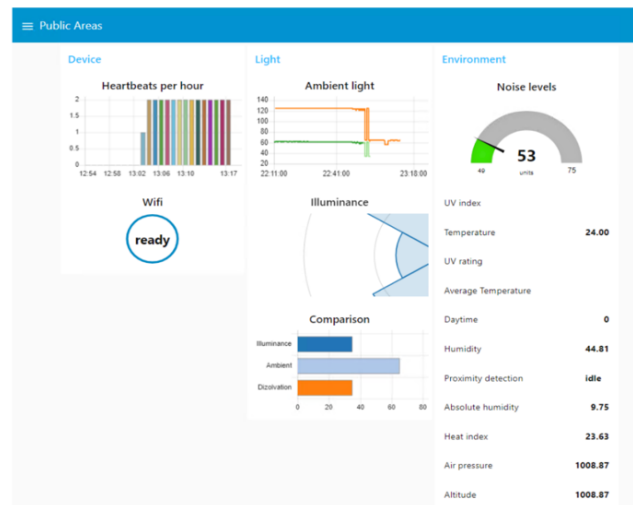 Public Areas
Device
Heartbeats per hour
2
1.5
1
0.5
0
12:54 12:58 13:02 13:06 13:10 13:17
Wifi
ready
Light
Ambient light
140
120
100
80
60
40
20
22:11:00 22:41:00 23:18:00
Illuminance
Comparison
Illuminance
Ambient
Dizolvation
0 20 40 60 80
Environment
Noise levels
53
49 units 75
UV index
Temperature 24.00
UV rating
Average Temperature
Daytime 0
Humidity 44.81
Proximity detection idle
Absolute humidity 9.75
Heat index 23.63
Air pressure 1008.87
Altitude 1008.87